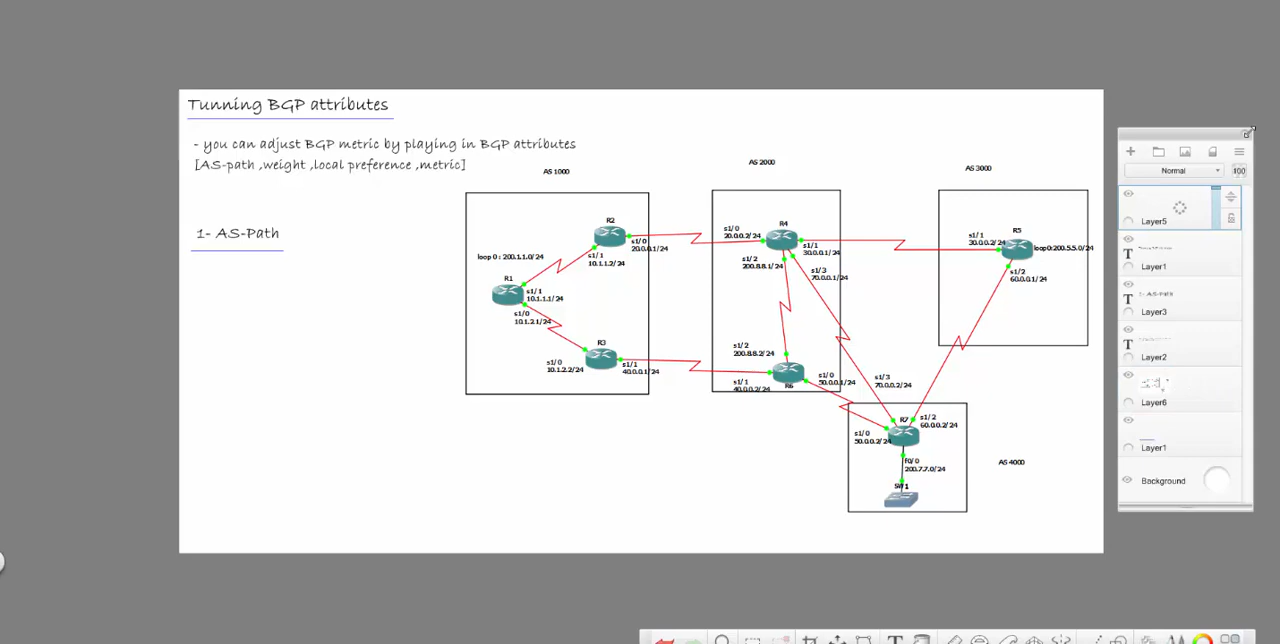 Tunning BGP attributes
- you can adjust BGP metric by playing in BGP attributes
[AS-path ,weight ,local preference ,metric]
1- AS-Path
AS 1000
AS 2000
AS 3000
R2
s1/0
20.0.0.1/24
s1/1
10.1.1.2/24
loop 0 : 200.1.1.0/24
R1
s1/1
10.1.1.1/24
s1/0
10.1.2.1/24
R3
s1/0
10.1.2.2/24
s1/1
40.0.0.1/24
s1/0
20.0.0.2/24
R4
s1/1
30.0.0.1/24
s1/2
200.8.8.1/24
s1/3
70.0.0.1/24
s1/2
200.8.8.2/24
s1/1
40.0.0.2/24
R6
s1/0
50.0.0.1/24
s1/1
30.0.0.2/24
R5
loop0:200.5.5.0/24
s1/2
60.0.0.1/24
s1/3
70.0.0.2/24
R7
s1/2
60.0.0.2/24
s1/0
50.0.0.2/24
f0/0
200.7.7.0/24
SW1
AS 4000
Normal
100
Layer5
Layer1
1- AS-Path
Layer3
Layer2
Layer6
Layer1
Background